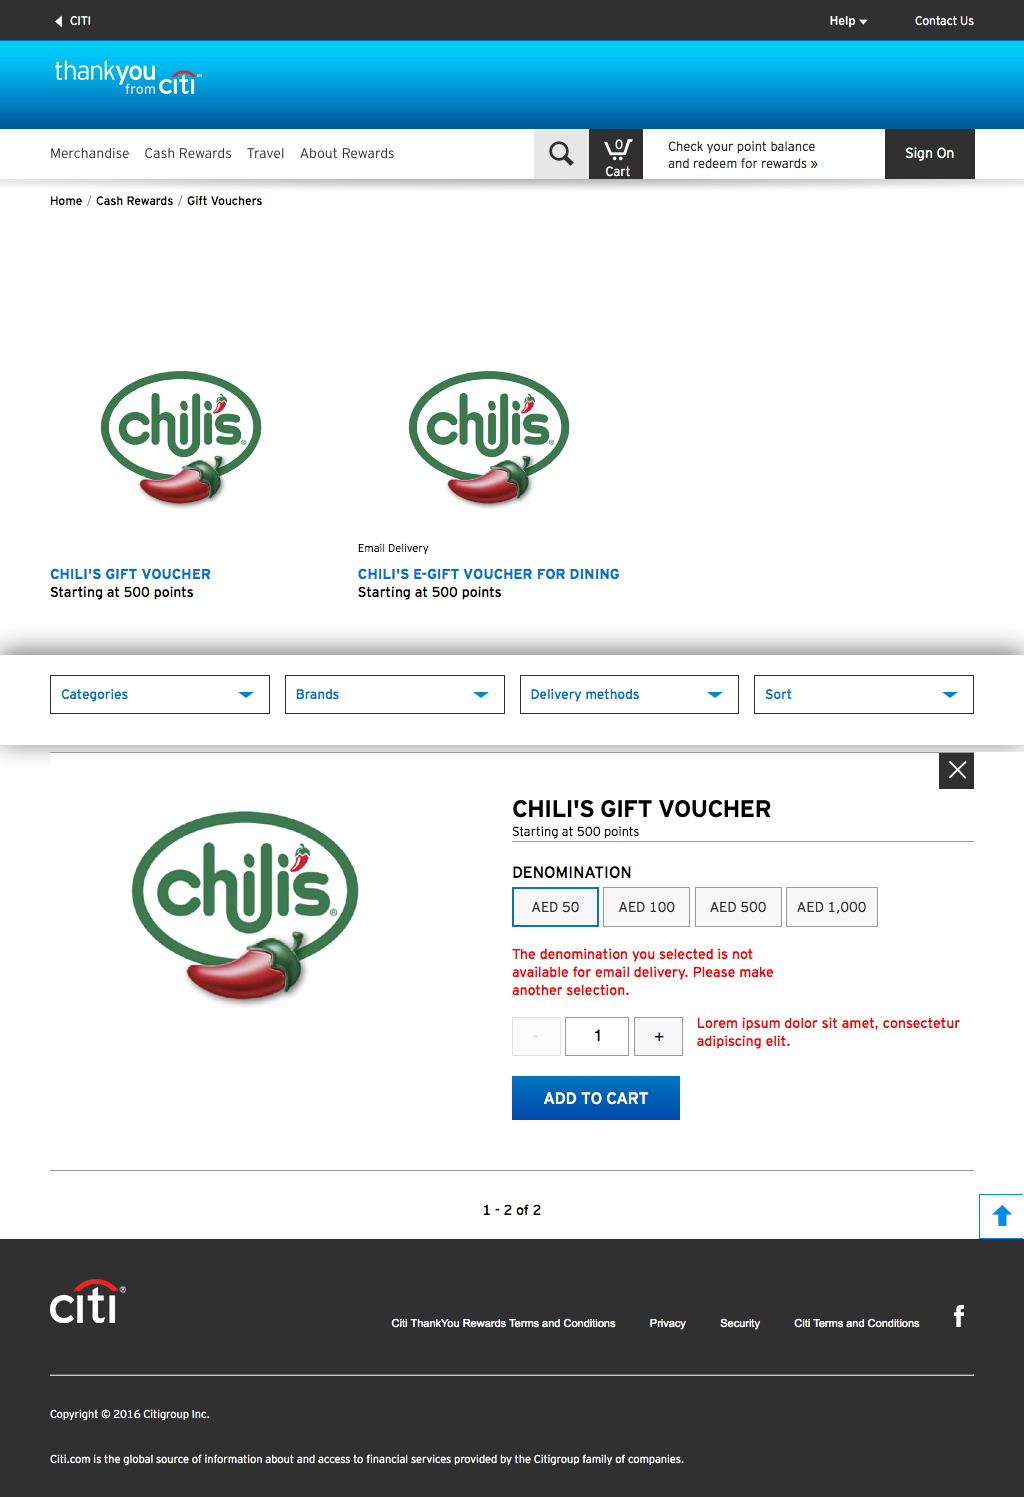 CITI
Help
Contact Us
thankyou
from citi
Merchandise
Cash Rewards
Travel
About Rewards
0
Cart
Check your point balance
and redeem for rewards »
Sign On
Home / Cash Rewards / Gift Vouchers
chili's®
chili's®
Email Delivery
CHILI'S GIFT VOUCHER
Starting at 500 points
CHILI'S E-GIFT VOUCHER FOR DINING
Starting at 500 points
Categories
Brands
Delivery methods
Sort
chili's®
CHILI'S GIFT VOUCHER
Starting at 500 points
DENOMINATION
AED 50
AED 100
AED 500
AED 1,000
The denomination you selected is not
available for email delivery. Please make
another selection.
- 1 +
Lorem ipsum dolor sit amet, consectetur
adipiscing elit.
ADD TO CART
1 - 2 of 2
citi®
Citi ThankYou Rewards Terms and Conditions
Privacy
Security
Citi Terms and Conditions
f
Copyright © 2016 Citigroup Inc.
Citi.com is the global source of information about and access to financial services provided by the Citigroup family of companies.